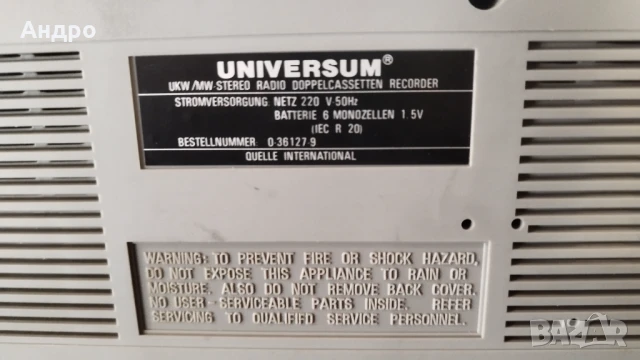 Андро
UNIVERSUM®
UKW/MW-STEREO RADIO DOPPELCASSETTEN RECORDER
STROMVERSORGUNG NETZ 220 V·50Hz
BATTERIE 6 MONOZELLEN 1.5V
(IEC R 20)
BESTELLNUMMER 0-36127-9
QUELLE INTERNATIONAL
WARNING: TO PREVENT FIRE OR SHOCK HAZARD,
DO NOT EXPOSE THIS APPLIANCE TO RAIN OR
MOISTURE. ALSO DO NOT REMOVE BACK COVER.
NO USER-SERVICEABLE PARTS INSIDE. REFER
SERVICING TO QUALIFIED SERVICE PERSONNEL.
BAZAR